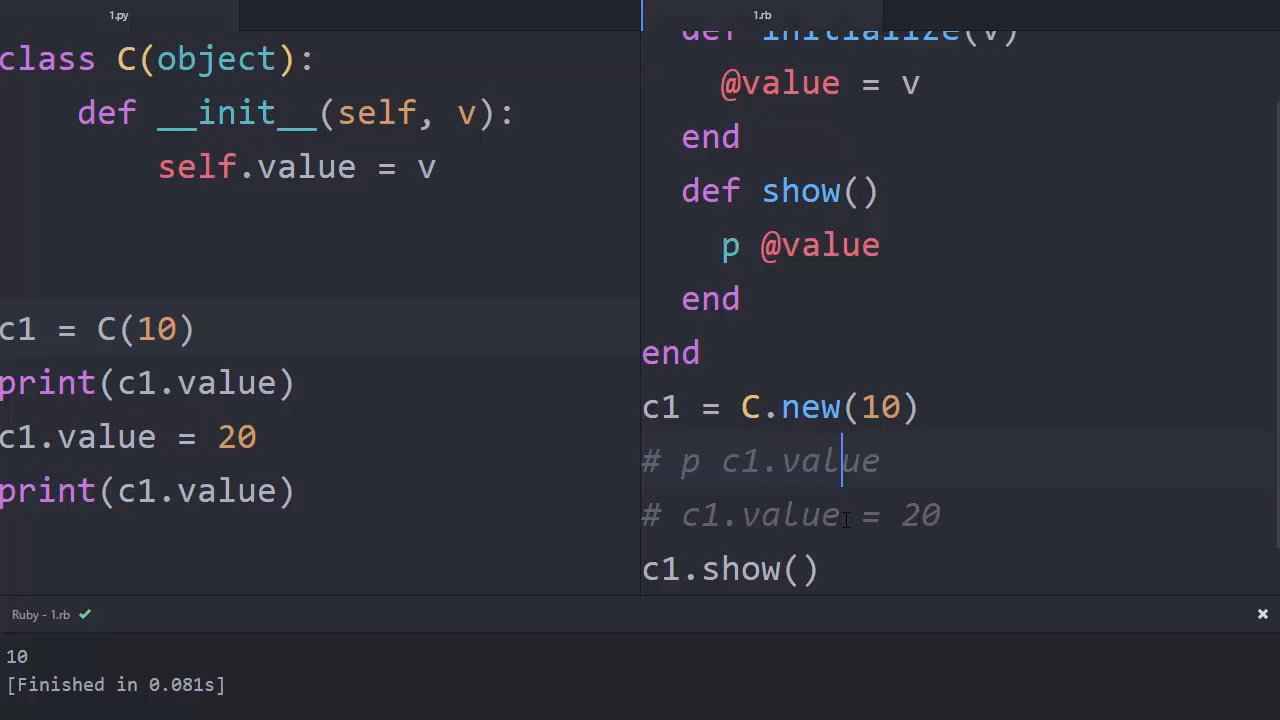 1.py
class C(object):
def __init__(self, v):
self.value = v
c1 = C(10)
print(c1.value)
c1.value = 20
print(c1.value)
1.rb
def initialize(v)
@value = v
end
def show()
p @value
end
end
c1 = C.new(10)
# p c1.value
# c1.value = 20
c1.show()
Ruby - 1.rb
10
[Finished in 0.081s]